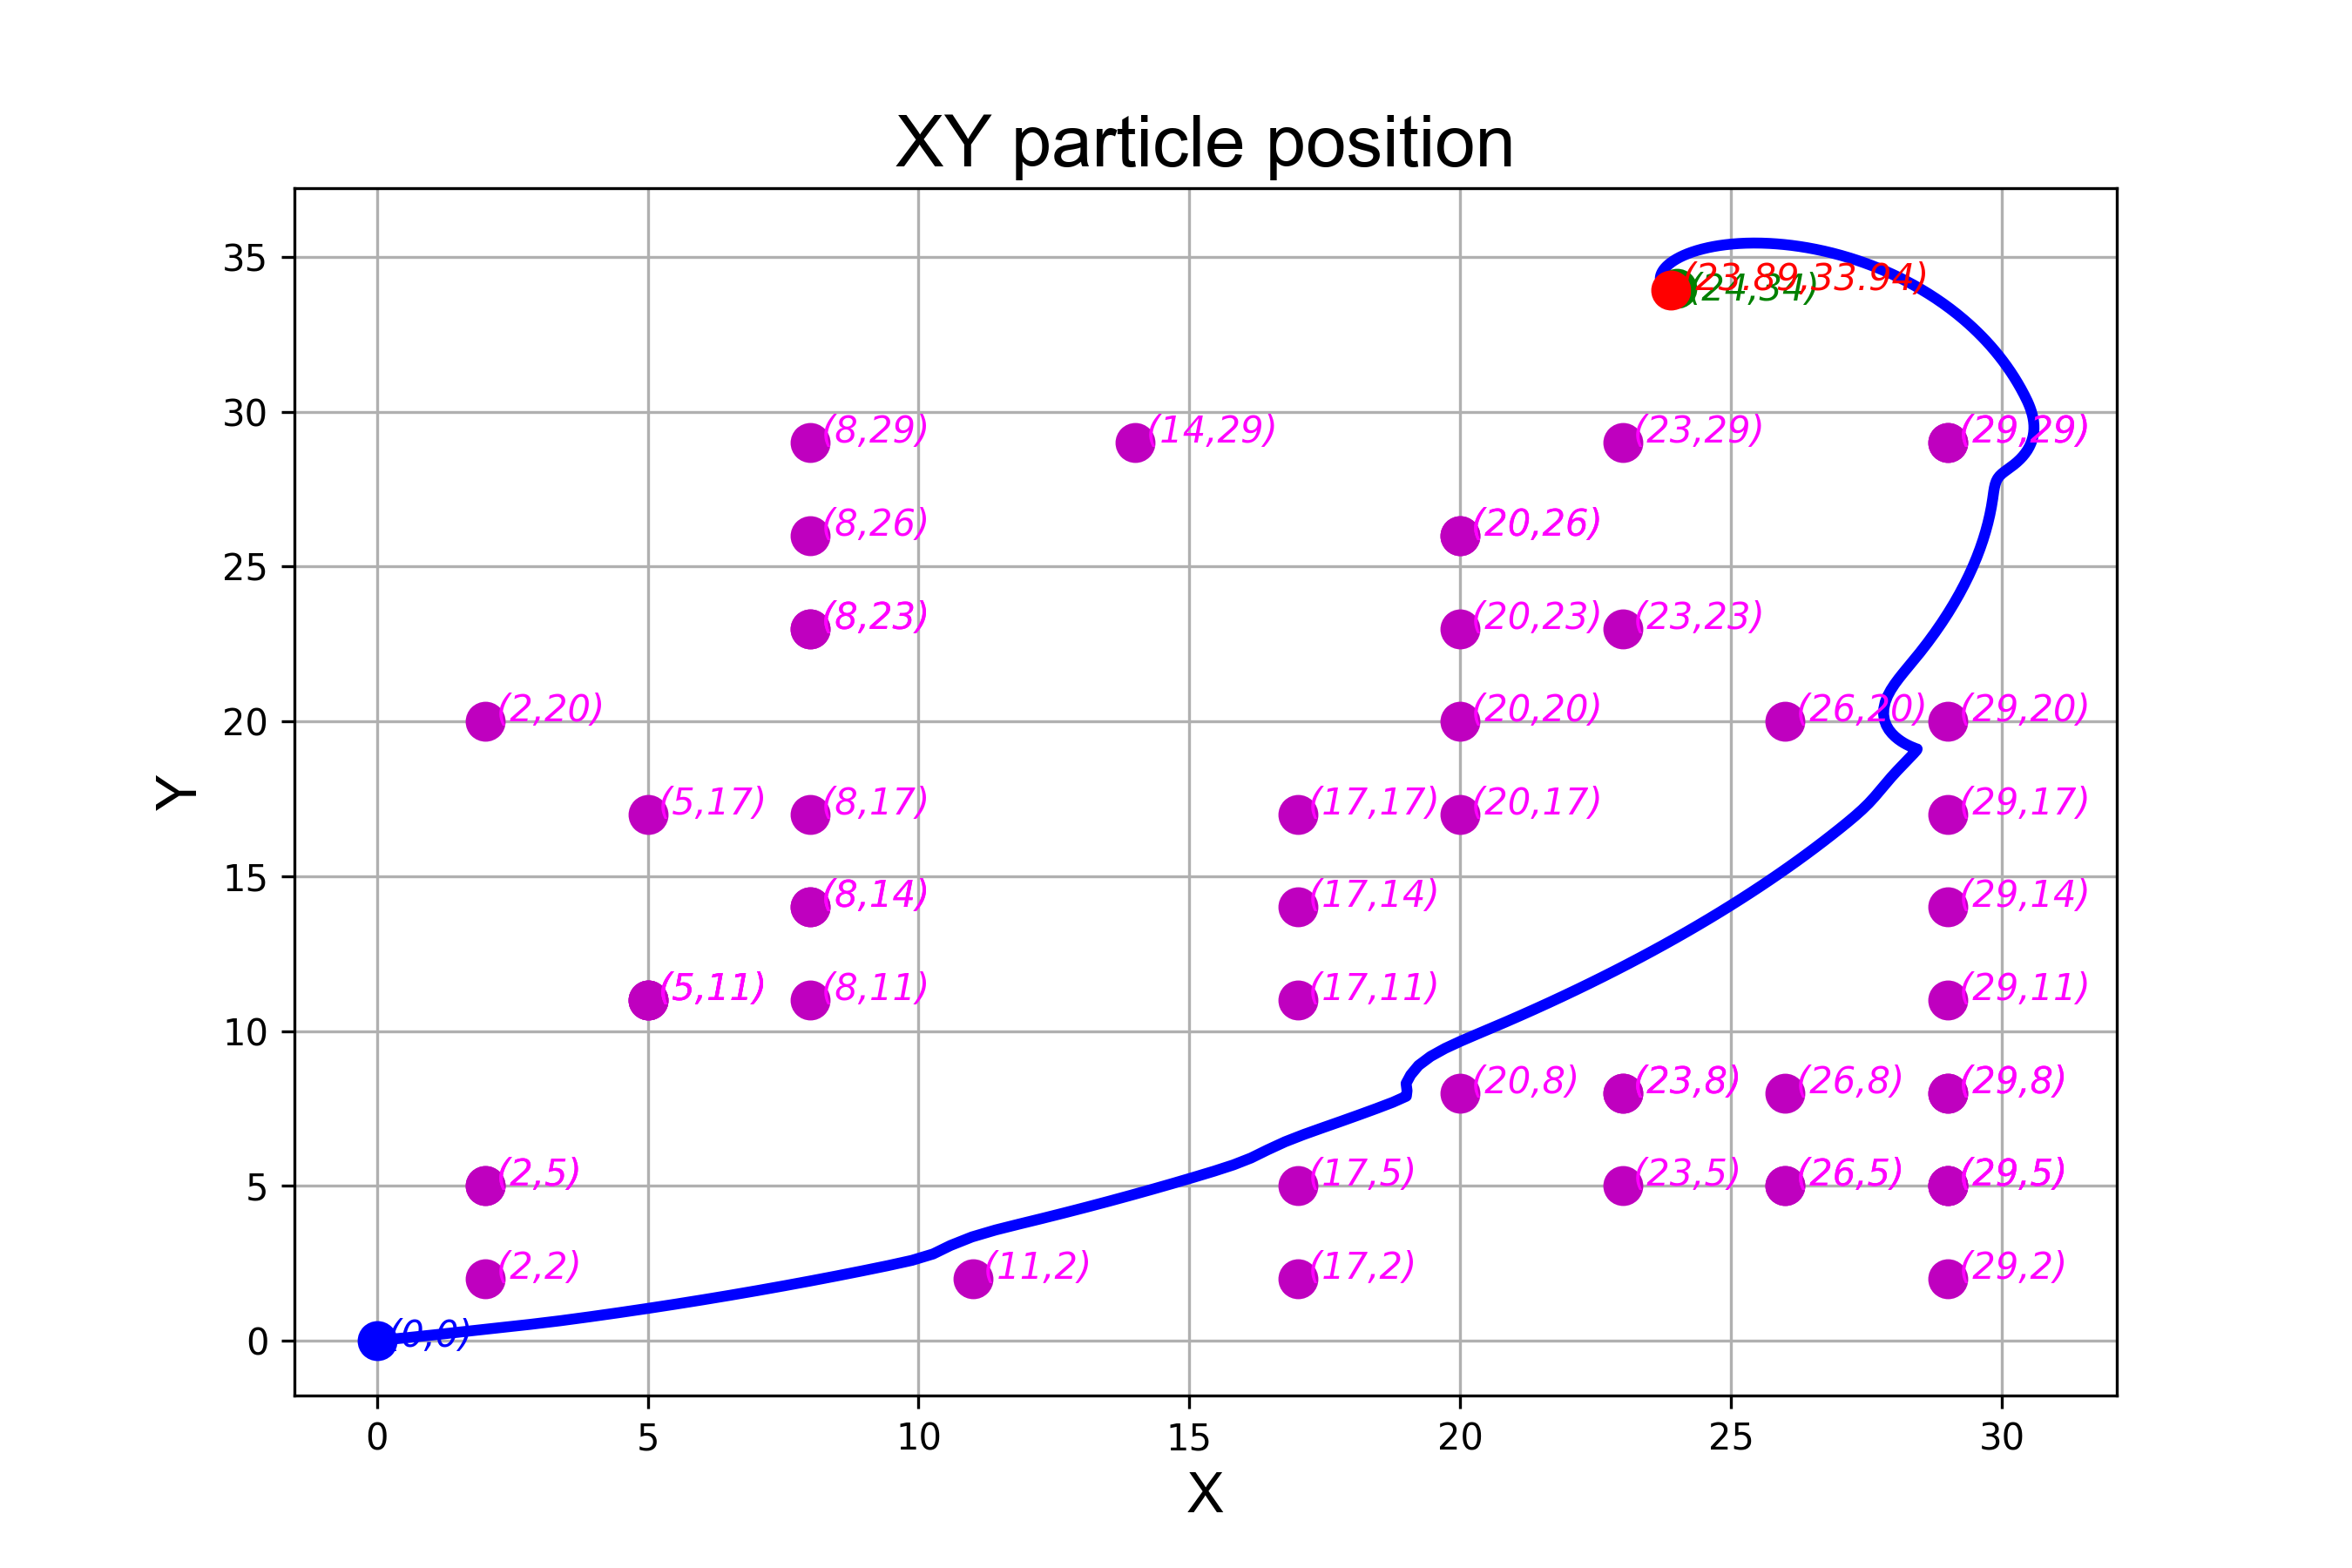 XY particle position
35
(23.89,33.94)
(24,34)
30
(8,29) (14,29) (23,29) (29,29)
(8,26) (20,26)
25
(8,23) (20,23) (23,23)
20
(2,20) (20,20) (26,20) (29,20)
(5,17) (8,17) (17,17) (20,17) (29,17)
Y
15
(8,14) (17,14) (29,14)
(5,11) (8,11) (17,11) (29,11)
10
(20,8) (23,8) (26,8) (29,8)
5
(2,5) (17,5) (23,5) (26,5) (29,5)
(2,2) (11,2) (17,2) (29,2)
0
(0,0)
0 5 10 15 20 25 30
X